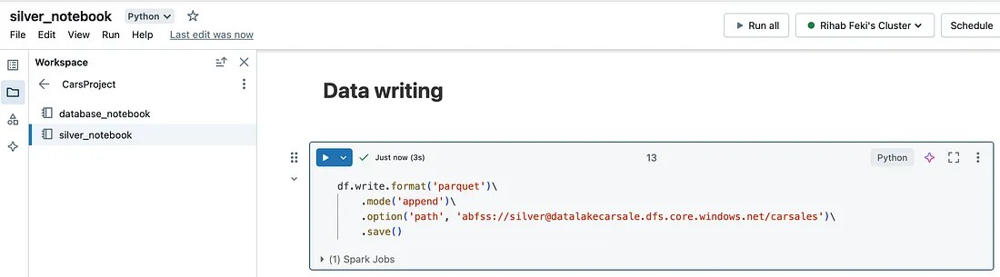 silver_notebook Python
File Edit View Run Help Last edit was now
Run all
Rihab Feki's Cluster
Schedule
Workspace
CarsProject
database_notebook
silver_notebook
Data writing
Just now (3s)
13
Python
df.write.format('parquet')\
.mode('append')\
.option('path', 'abfss://silver@datalakecarsale.dfs.core.windows.net/carsales')\
.save()
(1) Spark Jobs